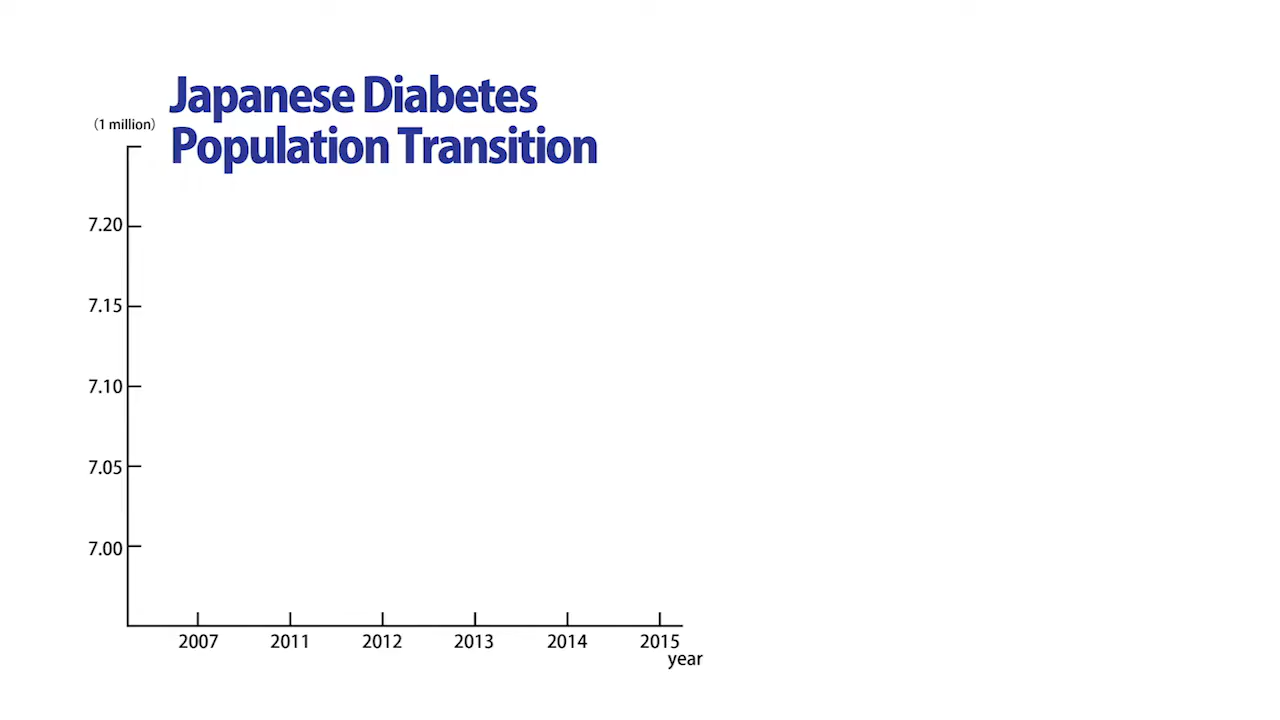 Japanese Diabetes
Population Transition
(1 million)
7.20
7.15
7.10
7.05
7.00
2007 2011 2012 2013 2014 2015
year